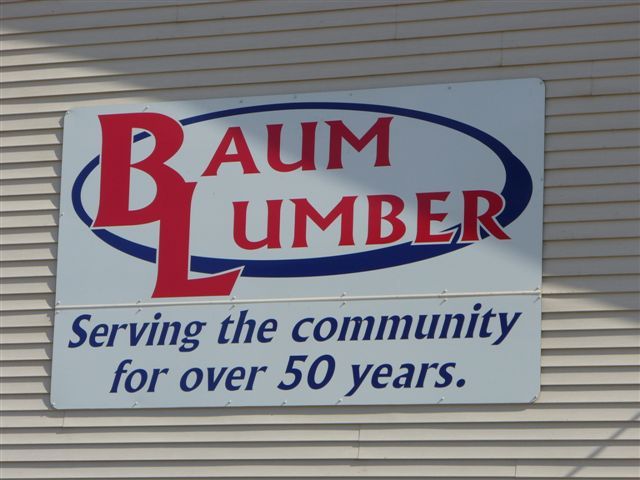 BAUM
LUMBER
Serving the community
for over 50 years.